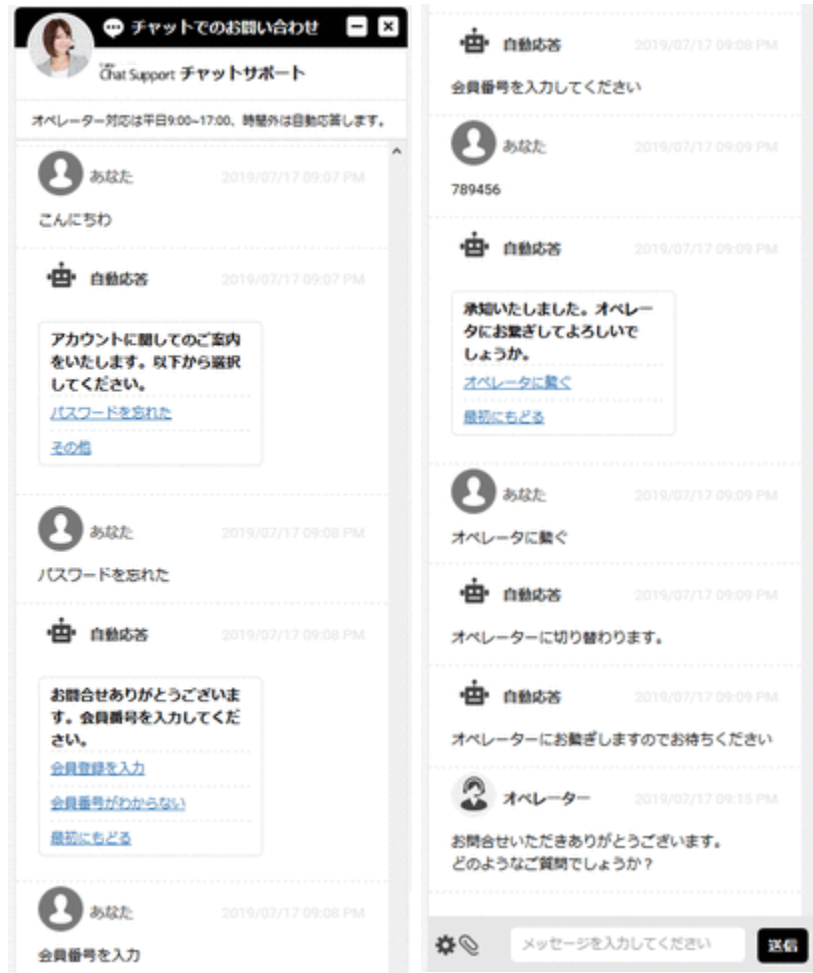 チャットでのお問い合わせ
Chat Support チャットサポート
オペレーター対応は平日9:00~17:00、時間外は自動応答します。
あなた 2019/07/17 09:07 PM
こんにちわ
自動応答 2019/07/17 09:07 PM
アカウントに関してのご案内
をいたします。以下から選択
してください。
パスワードを忘れた
その他
あなた 2019/07/17 09:08 PM
パスワードを忘れた
自動応答 2019/07/17 09:08 PM
お問合せありがとうございま
す。会員番号を入力してくだ
さい。
会員登録を入力
会員番号がわからない
最初にもどる
あなた 2019/07/17 09:08 PM
会員番号を入力
自動応答 2019/07/17 09:08 PM
会員番号を入力してください
あなた 2019/07/17 09:09 PM
789456
自動応答 2019/07/17 09:09 PM
承知いたしました。オペレー
タにお繋ぎしてよろしいで
しょうか。
オペレータに繋ぐ
最初にもどる
あなた 2019/07/17 09:09 PM
オペレータに繋ぐ
自動応答 2019/07/17 09:09 PM
オペレーターに切り替わります。
自動応答 2019/07/17 09:09 PM
オペレーターにお繋ぎしますのでお待ちください
オペレーター 2019/07/17 09:15 PM
お問合せいただきありがとうございます。
どのようなご質問でしょうか？
メッセージを入力してください 送信